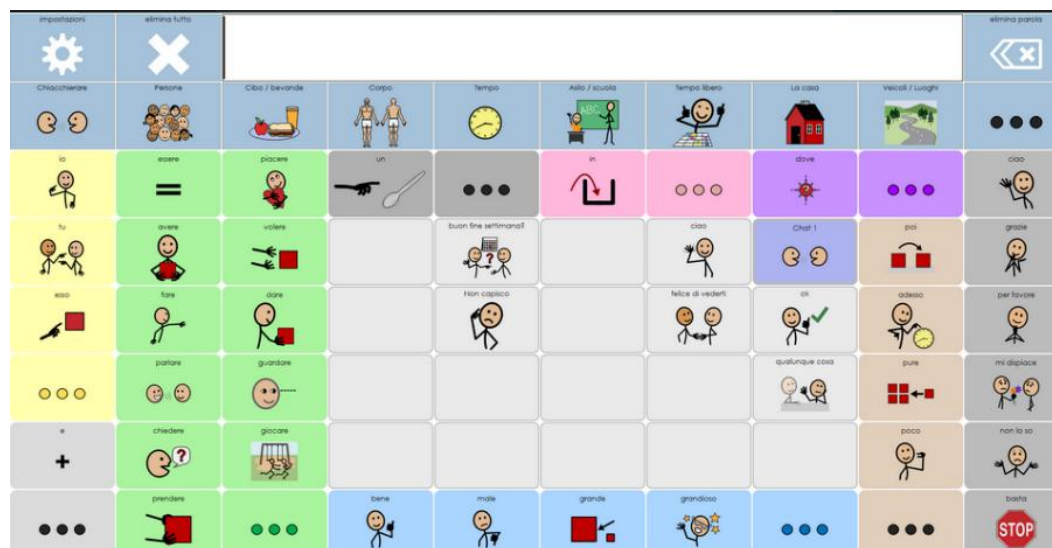 impostazioni
elimina tutto
elimina parola
Chiacchierare
Persone
Cibo / bevande
Corpo
Tempo
Asilo / scuola
ABC
Tempo libero
La casa
Veicoli / Luoghi
io
essere
piacere
un
in
dove
ciao
tu
avere
volere
buon fine settimana?
ciao
Chat 1
poi
grazie
esso
fare
dare
Non capisco
felice di vederti
oli
adesso
per favore
parlare
guardare
qualunque cosa
pure
mi dispiace
e
chiedere
giocare
poco
non lo so
prendere
bene
male
grande
grandioso
basta
STOP